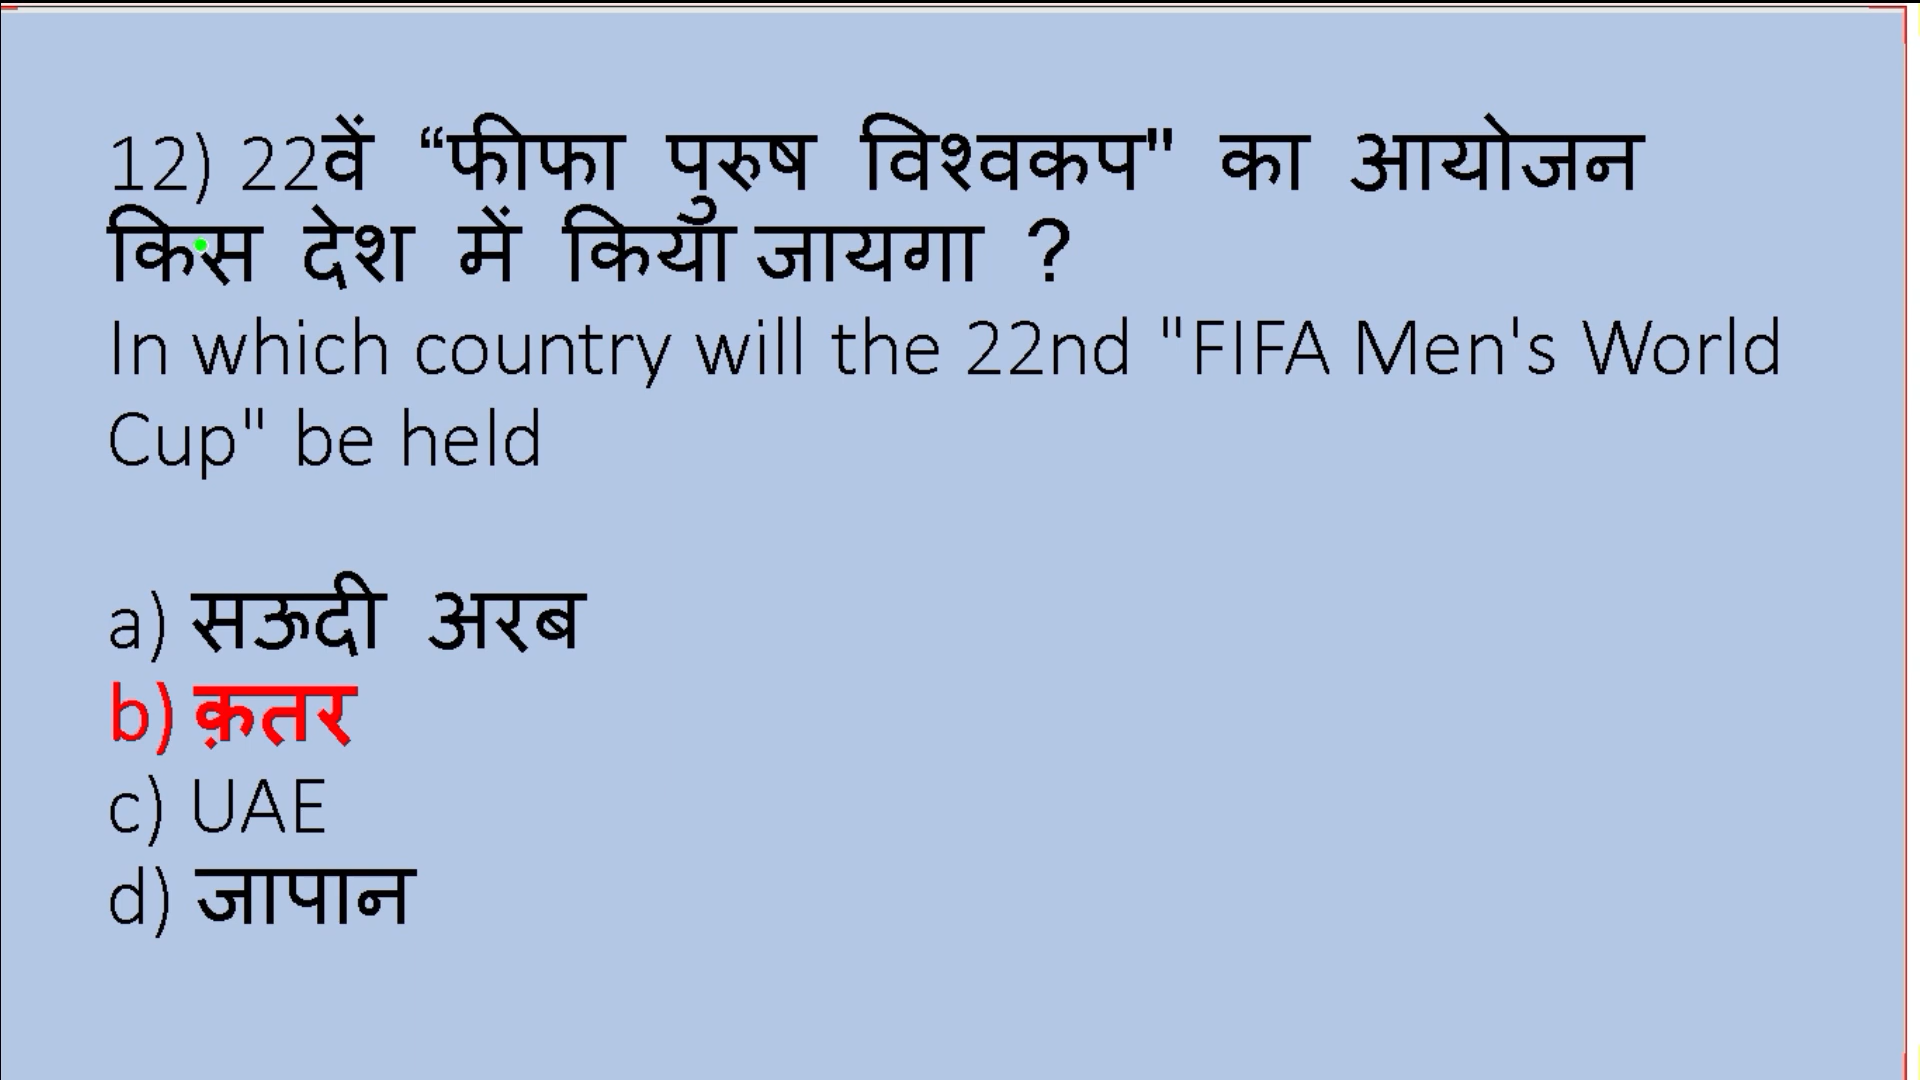 12) 22वें “फीफा पुरुष विश्वकप" का आयोजन
किस देश में किया जायगा ?
In which country will the 22nd "FIFA Men's World
Cup" be held
a) सऊदी अरब
b) क़तर
c) UAE
d) जापान